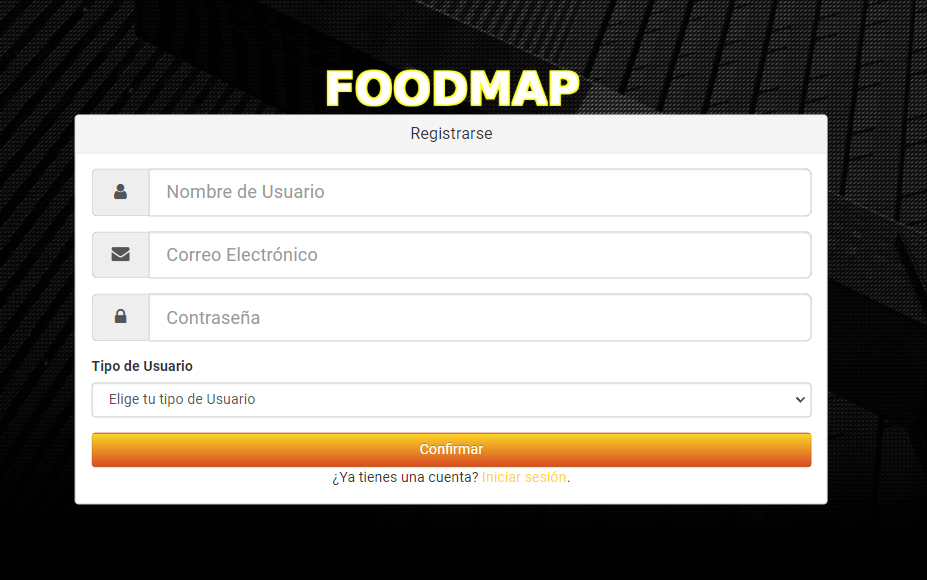 FOODMAP
Registrarse
Nombre de Usuario
Correo Electrónico
Contraseña
Tipo de Usuario
Elige tu tipo de Usuario
Confirmar
¿Ya tienes una cuenta? Iniciar sesión.